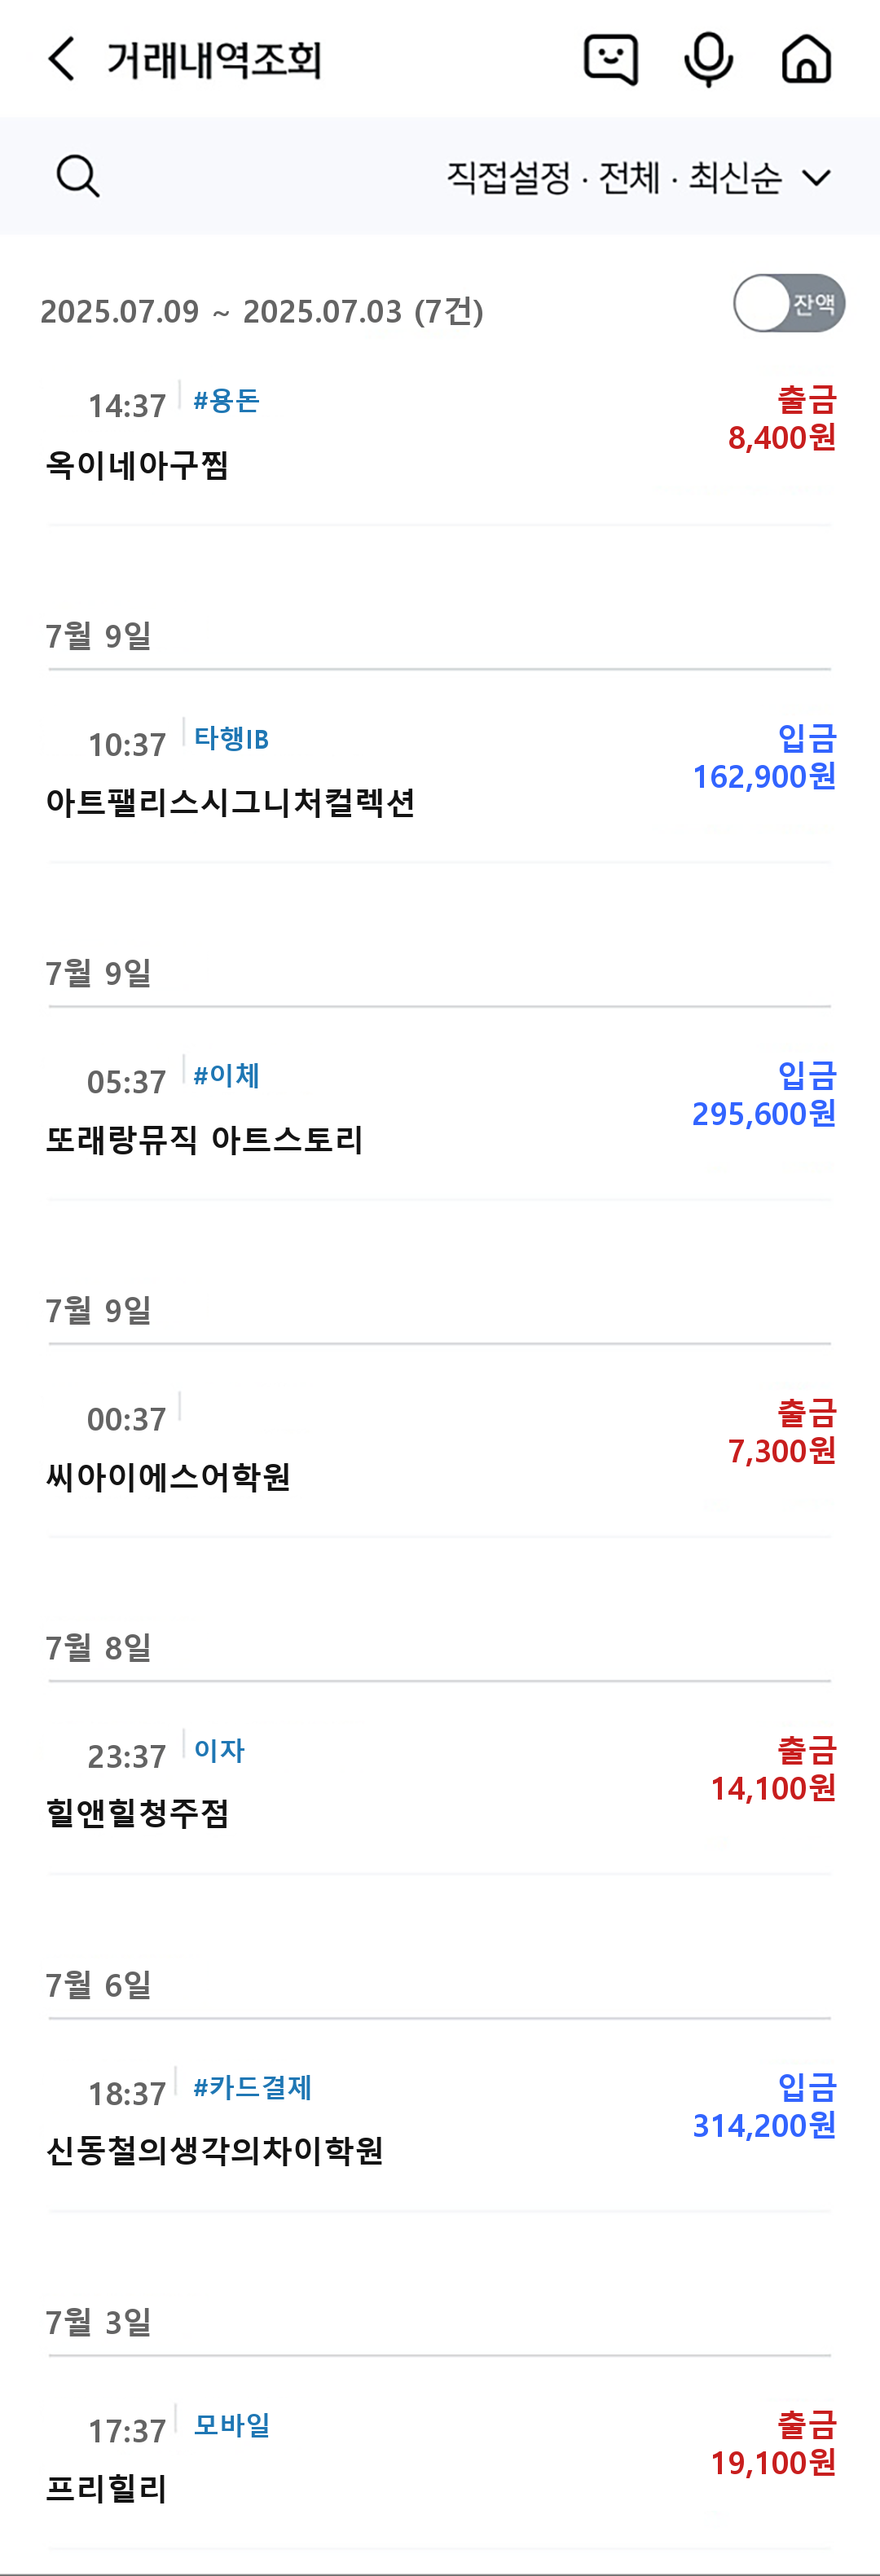 거래내역조회
직접설정 · 전체 · 최신순
2025.07.09 ~ 2025.07.03 (7건)
잔액
14:37 #용돈
출금
8,400원
옥이네아구찜
7월 9일
10:37 타행IB
입금
162,900원
아트팰리스시그니처컬렉션
7월 9일
05:37 #이체
입금
295,600원
또래랑뮤직 아트스토리
7월 9일
00:37
출금
7,300원
씨아이에스어학원
7월 8일
23:37 이자
출금
14,100원
힐앤힐청주점
7월 6일
18:37 #카드결제
입금
314,200원
신동철의생각의차이학원
7월 3일
17:37 모바일
출금
19,100원
프리힐리